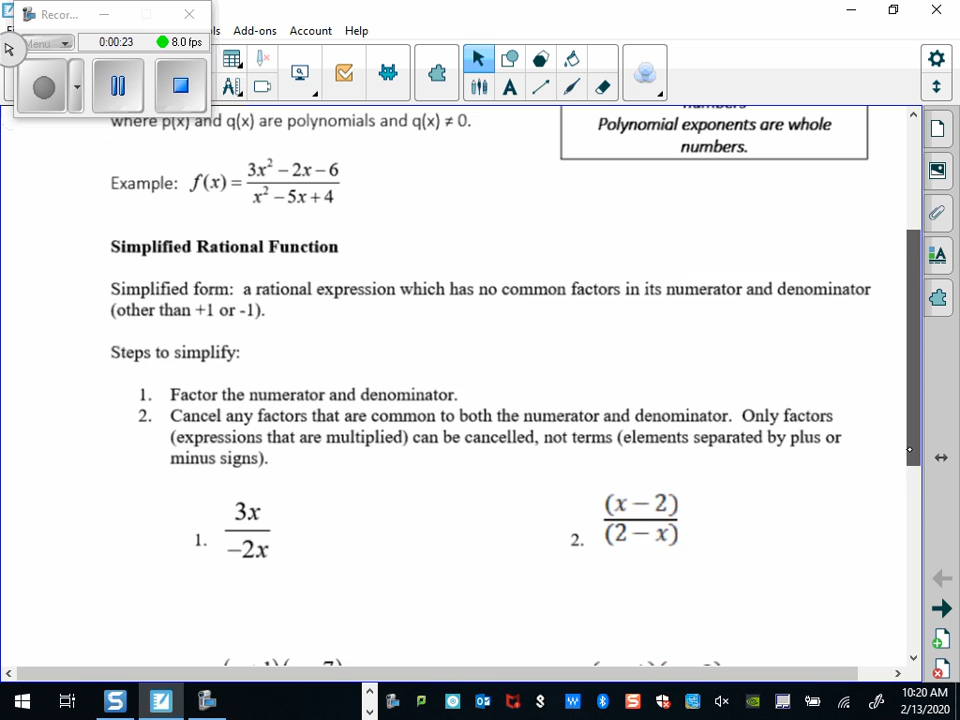 Recor...
Menu
0:00:23
8.0 fps
ls Add-ons Account Help
where p(x) and q(x) are polynomials and q(x) ≠ 0.
numbers
Polynomial exponents are whole
numbers.
Example: f(x) = (3x² − 2x − 6)/(x² − 5x + 4)
Simplified Rational Function
Simplified form: a rational expression which has no common factors in its numerator and denominator
(other than +1 or -1).
Steps to simplify:
1. Factor the numerator and denominator.
2. Cancel any factors that are common to both the numerator and denominator. Only factors
(expressions that are multiplied) can be cancelled, not terms (elements separated by plus or
minus signs).
1. 3x/−2x
2. (x − 2)/(2 − x)
10:20 AM
2/13/2020